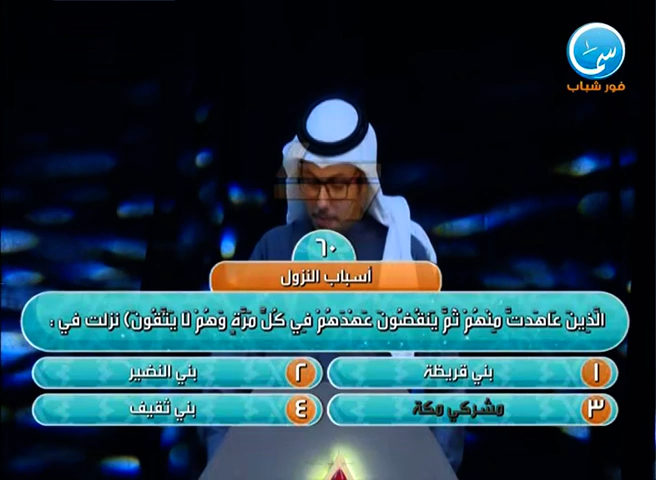 سما
فور شباب
٦٠
أسباب النزول
الَّذِينَ عَاهَدتَّ مِنْهُمْ ثُمَّ يَنقُضُونَ عَهْدَهُمْ فِي كُلِّ مَرَّةٍ وَهُمْ لا يَتَّقُونَ) نزلت في :
١ بني قريظة
٢ بني النضير
٣ مشركي مكة
٤ بني ثقيف